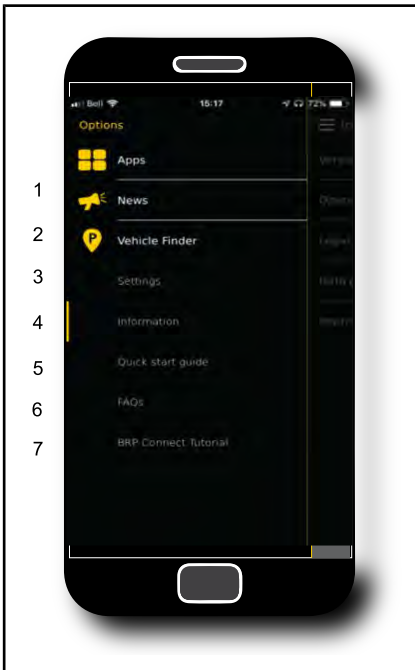 Bell 15:17 72%
Options
Apps
1 News
2 Vehicle Finder
3 Settings
4 Information
5 Quick start guide
6 FAQs
7 BRP Connect Tutorial